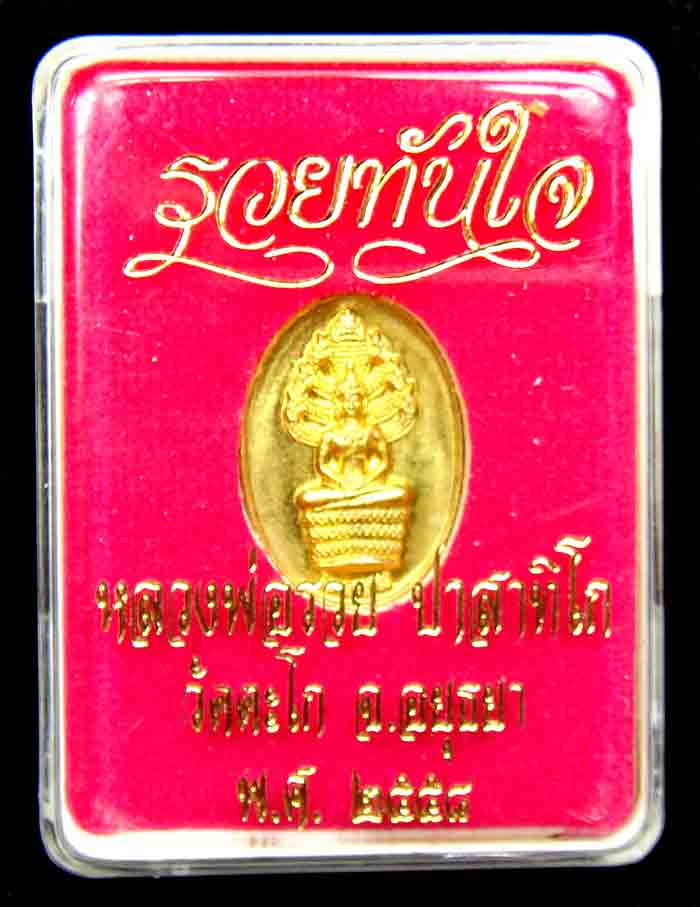 รวยทันใจ
หลวงพ่อรวย ปาสาทิโก
วัดตะโก จ.อยุธยา
พ.ศ. ๒๕๕๘